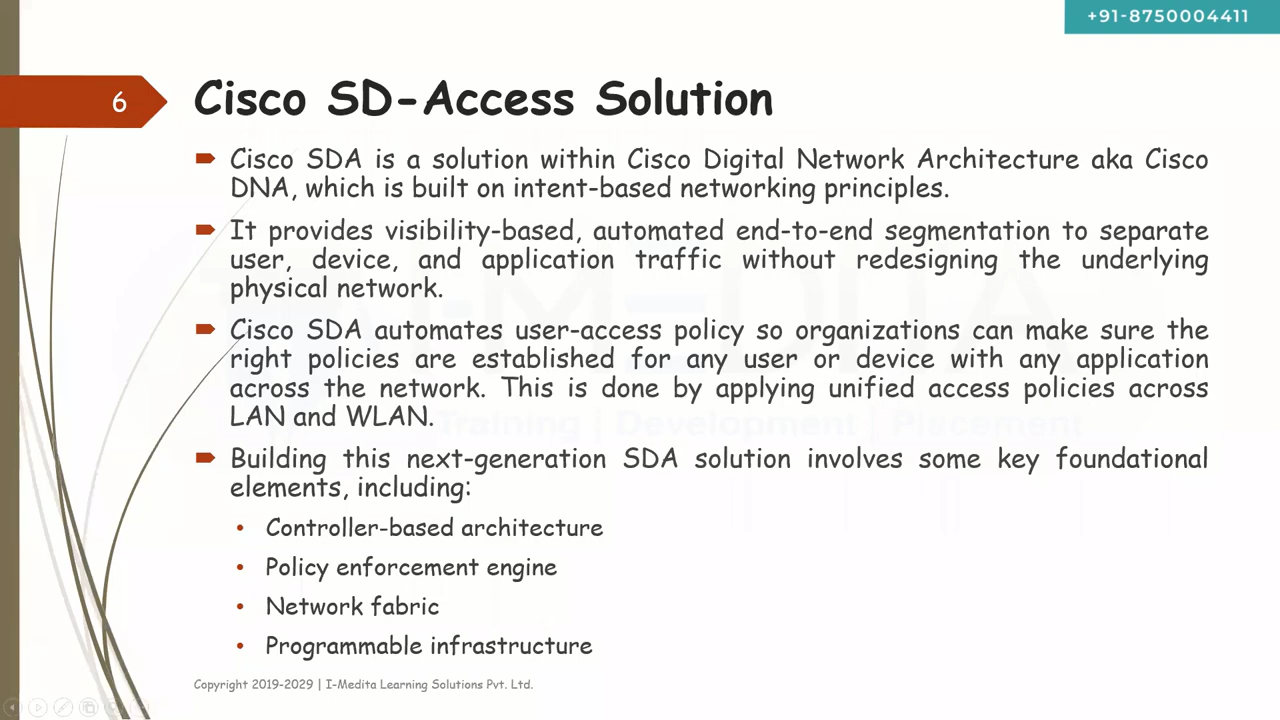 +91-8750004411
6
Cisco SD-Access Solution
Cisco SDA is a solution within Cisco Digital Network Architecture aka Cisco
DNA, which is built on intent-based networking principles.
It provides visibility-based, automated end-to-end segmentation to separate
user, device, and application traffic without redesigning the underlying
physical network.
Cisco SDA automates user-access policy so organizations can make sure the
right policies are established for any user or device with any application
across the network. This is done by applying unified access policies across
LAN and WLAN.
Training | Development | Placement
Building this next-generation SDA solution involves some key foundational
elements, including:
• Controller-based architecture
• Policy enforcement engine
• Network fabric
• Programmable infrastructure
Copyright 2019-2029 | I-Medita Learning Solutions Pvt. Ltd.